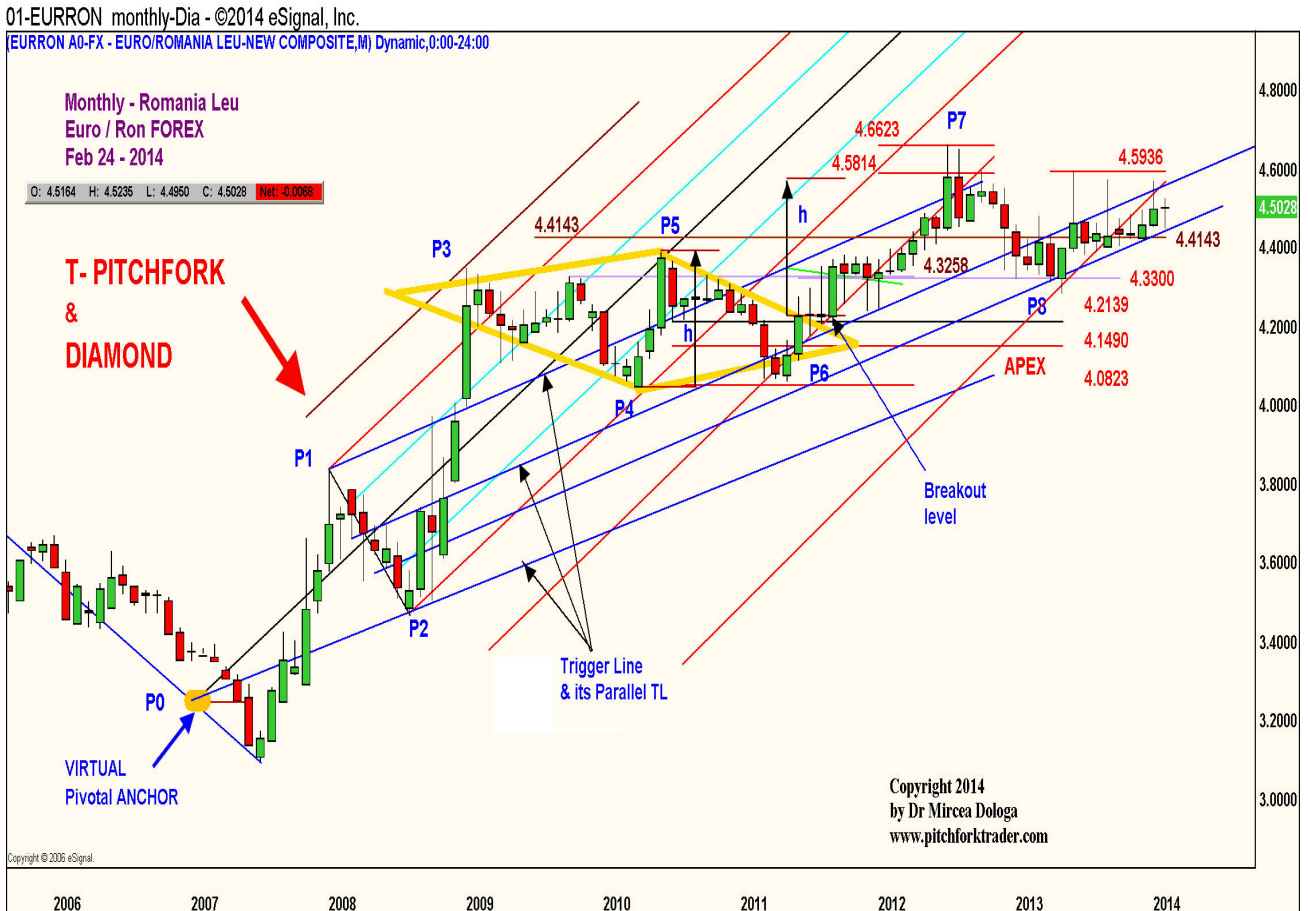 01-EURRON monthly-Dia - ©2014 eSignal, Inc.
(EURRON A0-FX - EURO/ROMANIA LEU-NEW COMPOSITE,M) Dynamic,0:00-24:00
Monthly - Romania Leu
Euro / Ron FOREX
Feb 24 - 2014
O: 4.5164 H: 4.5235 L: 4.4950 C: 4.5028 Net: -0.0068
T- PITCHFORK
&
DIAMOND
P3
4.4143
P5
4.6623
4.5814
P7
4.5936
h
4.4143
4.3258
4.3300
P8
4.2139
h
4.1490
P6
APEX
4.0823
P4
P1
Breakout
level
P2
Trigger Line
& its Parallel TL
P0
VIRTUAL
Pivotal ANCHOR
Copyright 2014
by Dr Mircea Dologa
www.pitchforktrader.com
Copyright © 2006 eSignal.
4.8000
4.6000
4.5028
4.4000
4.2000
4.0000
3.8000
3.6000
3.4000
3.2000
3.0000
2006 2007 2008 2009 2010 2011 2012 2013 2014